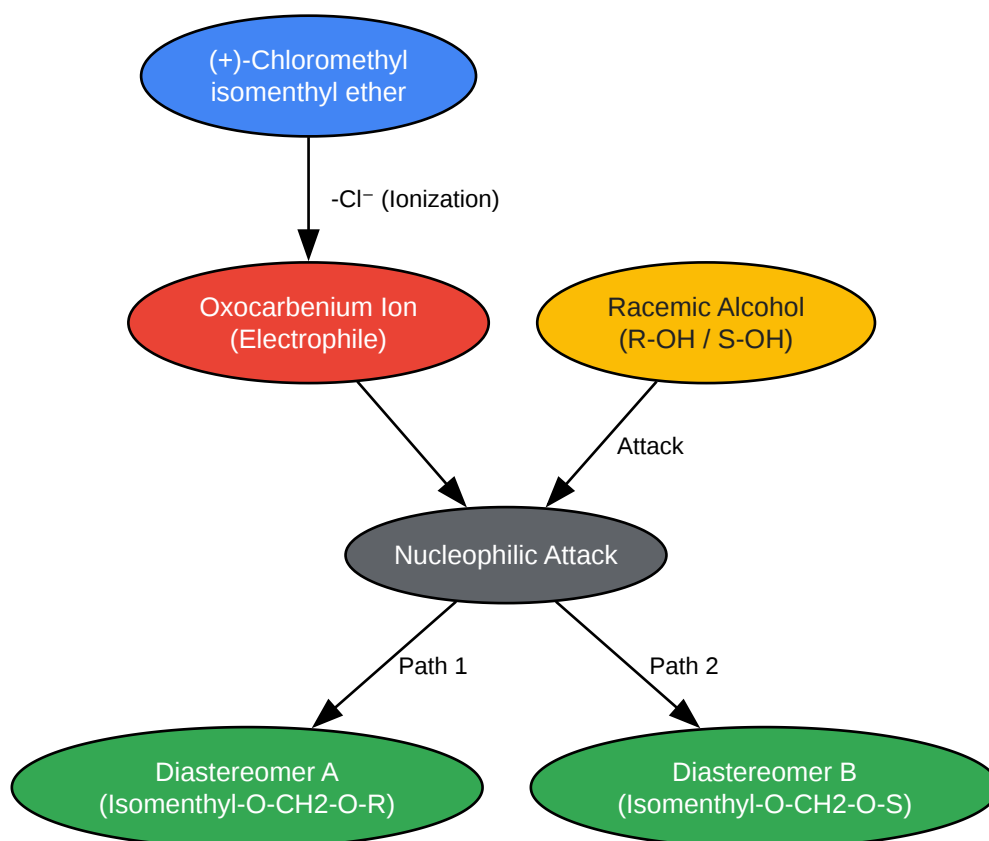 (+)-Chloromethyl
isomenthyl ether
-Cl⁻ (Ionization)
Oxocarbenium Ion
(Electrophile)
Racemic Alcohol
(R-OH / S-OH)
Attack
Nucleophilic Attack
Path 1
Path 2
Diastereomer A
(Isomenthyl-O-CH2-O-R)
Diastereomer B
(Isomenthyl-O-CH2-O-S)